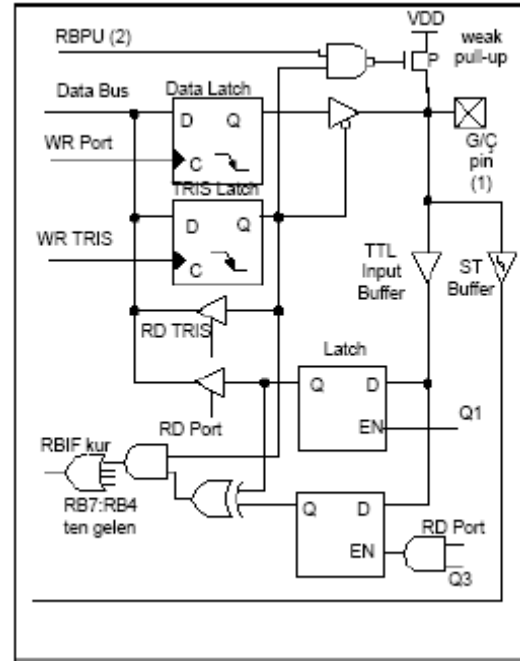 VDD
RBPU (2)
weak
pull-up
P
Data Bus
Data Latch
D Q
WR Port
C
G/Ç
pin
(1)
TRIS Latch
D Q
WR TRIS
C
TTL
Input
Buffer
ST
Buffer
RD TRIS
Latch
Q D
EN
Q1
RD Port
RBIF kur
RB7:RB4
ten gelen
Q D
EN
RD Port
Q3